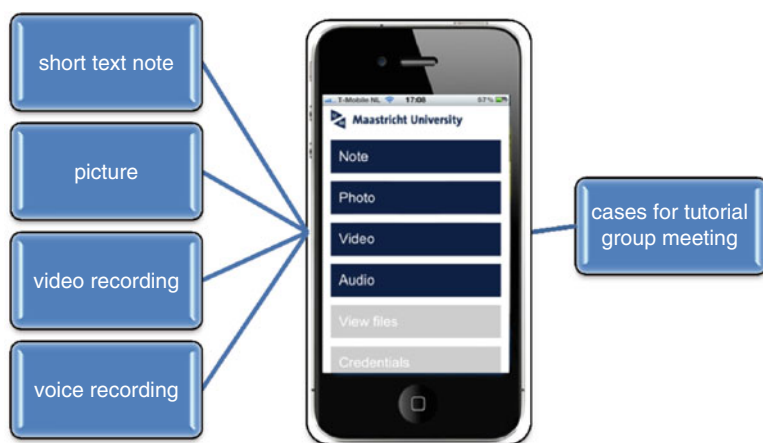 short text note
picture
video recording
voice recording
T-Mobile NL 17:08 57%
Maastricht University
Note
Photo
Video
Audio
View files
Credentials
cases for tutorial
group meeting